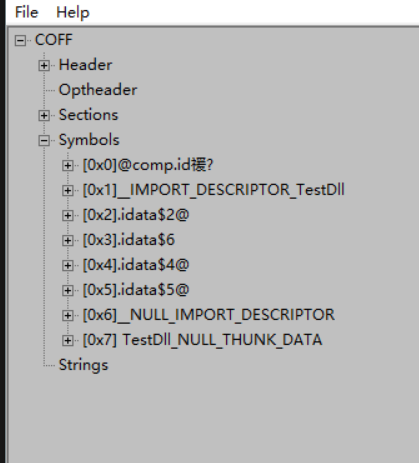 File Help
COFF
Header
Optheader
Sections
Symbols
[0x0]@comp.id禐?
[0x1]__IMPORT_DESCRIPTOR_TestDll
[0x2].idata$2@
[0x3].idata$6
[0x4].idata$4@
[0x5].idata$5@
[0x6]__NULL_IMPORT_DESCRIPTOR
[0x7] TestDll_NULL_THUNK_DATA
Strings